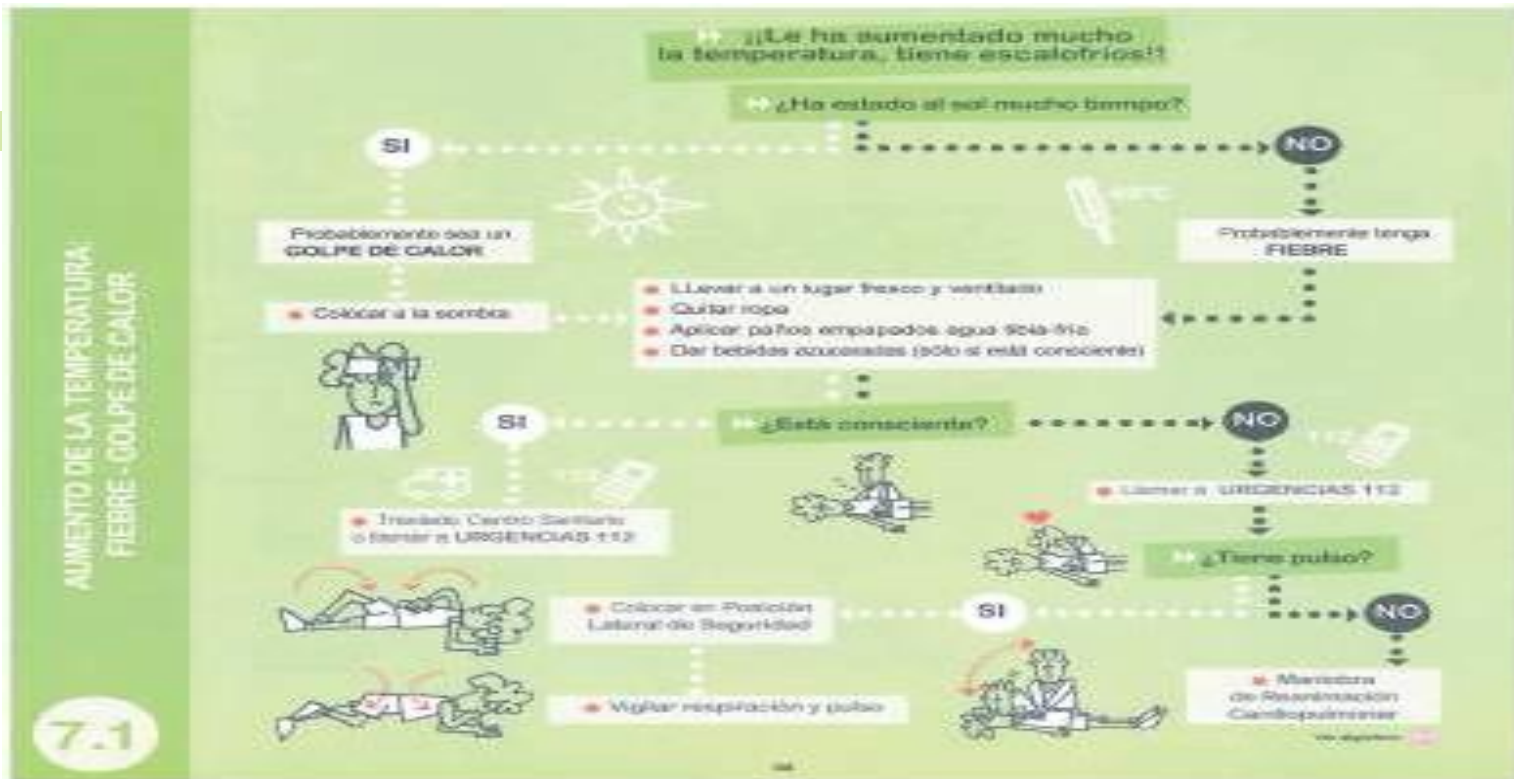 ¡¡Le ha aumentado mucho
la temperatura, tiene escalofríos!!
¿Ha estado al sol mucho tiempo?
SI
NO
Probablemente sea un
GOLPE DE CALOR
Probablemente tenga
FIEBRE
Colocar a la sombra
LLevar a un lugar fresco y ventilado
Quitar ropa
Aplicar paños empapados agua tibia-fría
Dar bebidas azucaradas (sólo si está consciente)
¿Está consciente?
SI
NO
112
112
Traslado Centro Sanitario
o llamar a URGENCIAS 112
Llamar a URGENCIAS 112
¿Tiene pulso?
SI
NO
Colocar en Posición
Lateral de Seguridad
Vigilar respiración y pulso
Maniobra
de Reanimación
Cardiopulmonar
AUMENTO DE LA TEMPERATURA:
FIEBRE - GOLPE DE CALOR
7.1